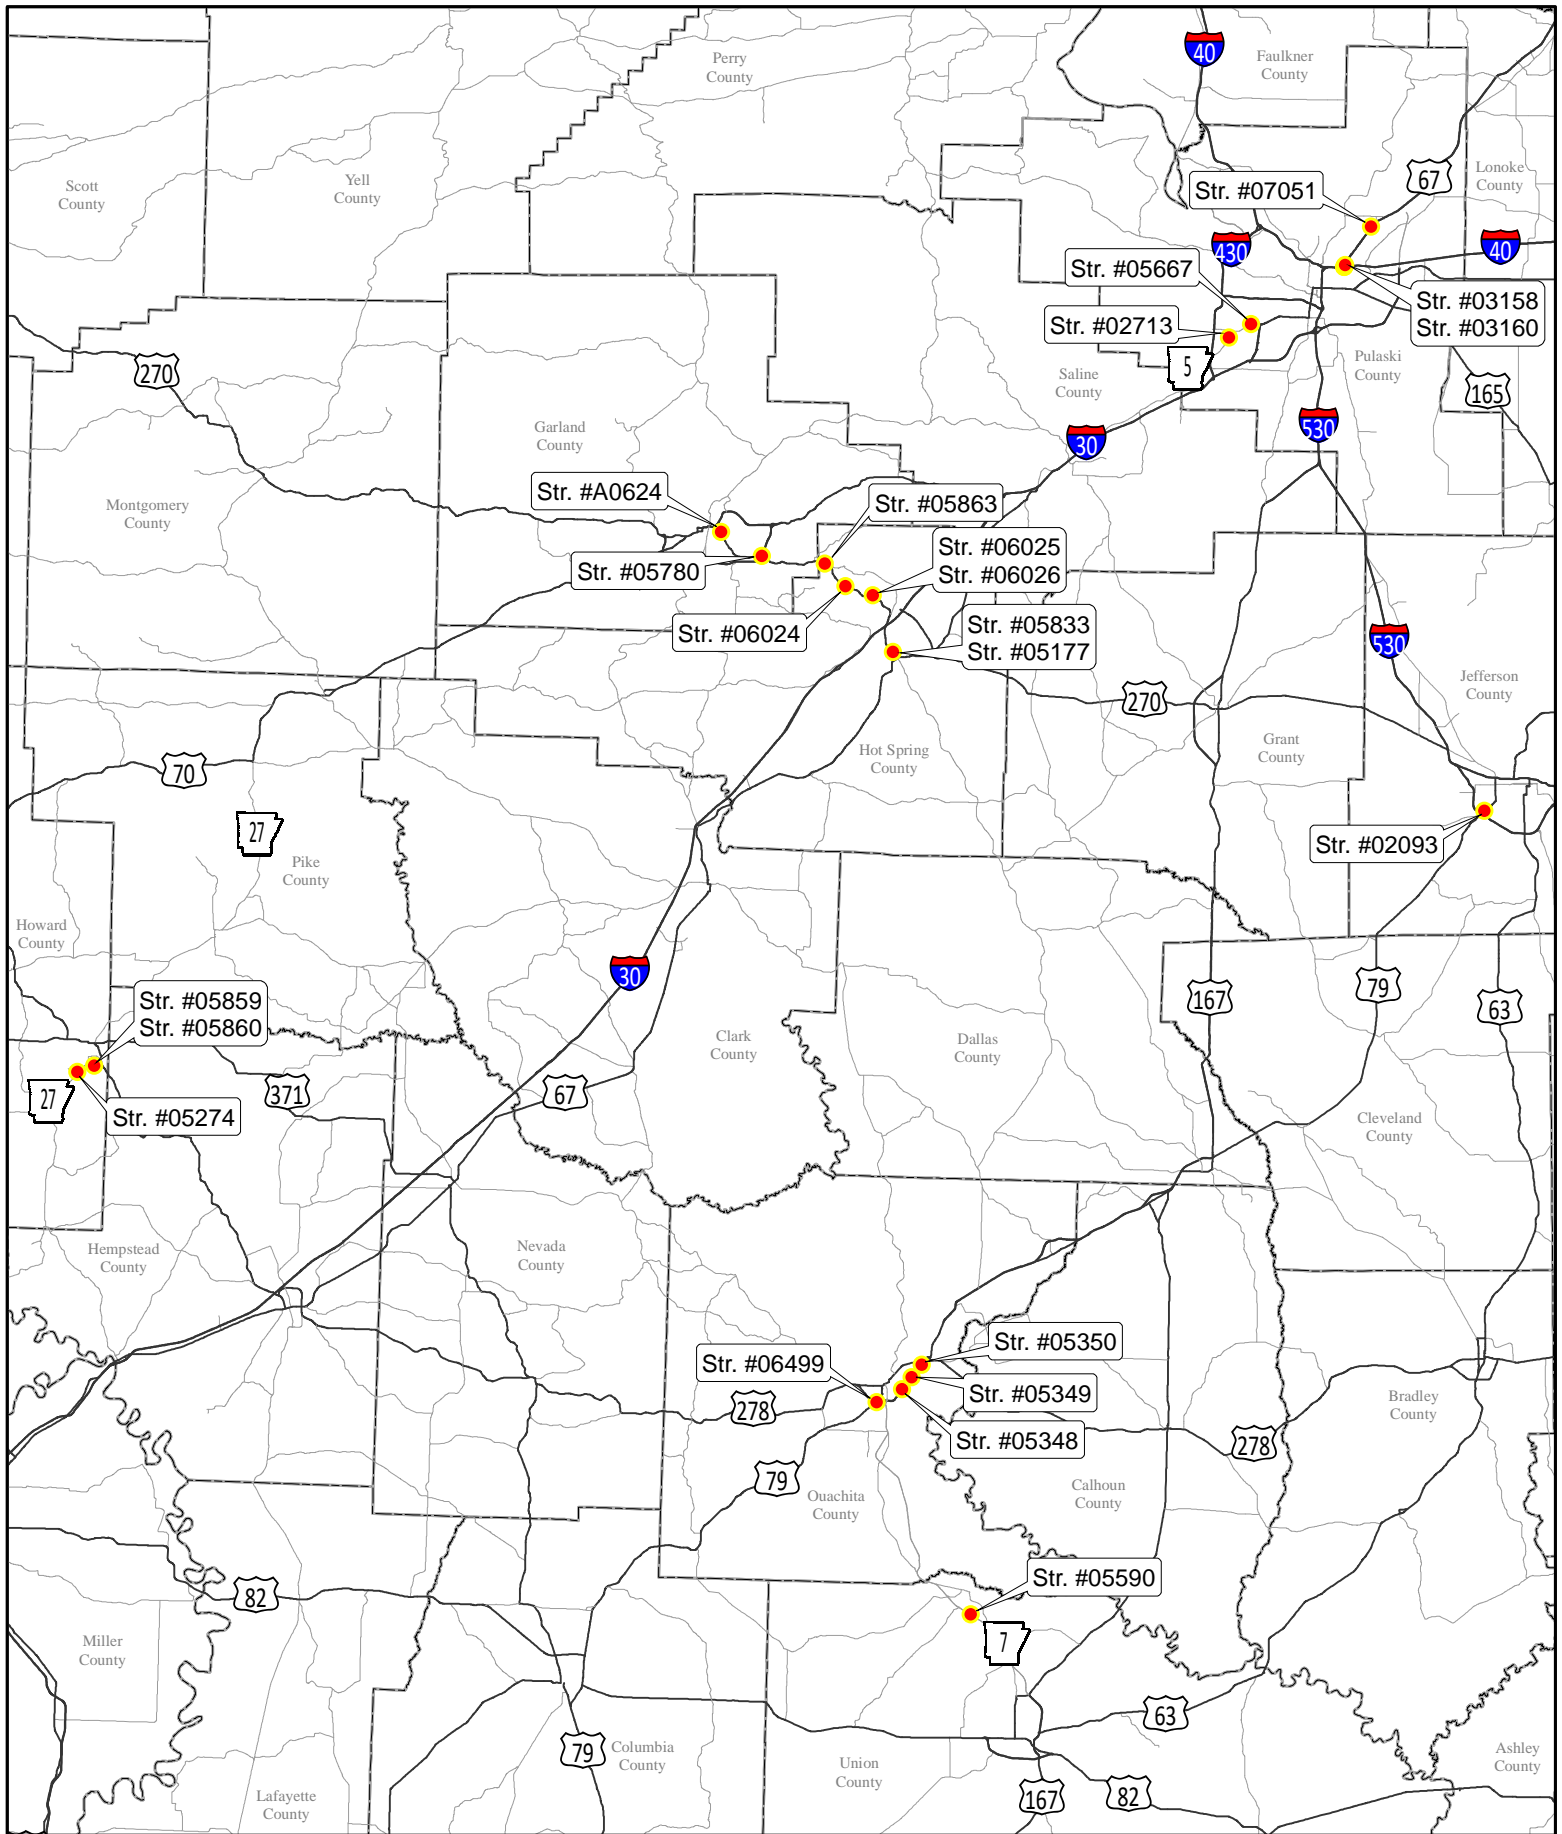 40
Perry
County
Faulkner
County
Scott
County
Yell
County
67
Lonoke
County
Str. #07051
430
40
Str. #05667
Str. #03158
Str. #03160
Str. #02713
5
Pulaski
County
270
Saline
County
165
Garland
County
30
530
Str. #A0624
Str. #05863
Montgomery
County
Str. #06025
Str. #06026
Str. #05780
Str. #06024
Str. #05833
Str. #05177
530
Jefferson
County
270
Grant
County
Hot Spring
County
70
27
Str. #02093
Pike
County
Howard
County
30
Str. #05859
Str. #05860
167
79
63
Clark
County
Dallas
County
27
371
67
Str. #05274
Cleveland
County
Hempstead
County
Nevada
County
Str. #05350
Str. #06499
Str. #05349
278
Bradley
County
Str. #05348
278
79
Ouachita
County
Calhoun
County
Str. #05590
82
7
Miller
County
63
79
Columbia
County
Union
County
Ashley
County
Lafayette
County
167
82